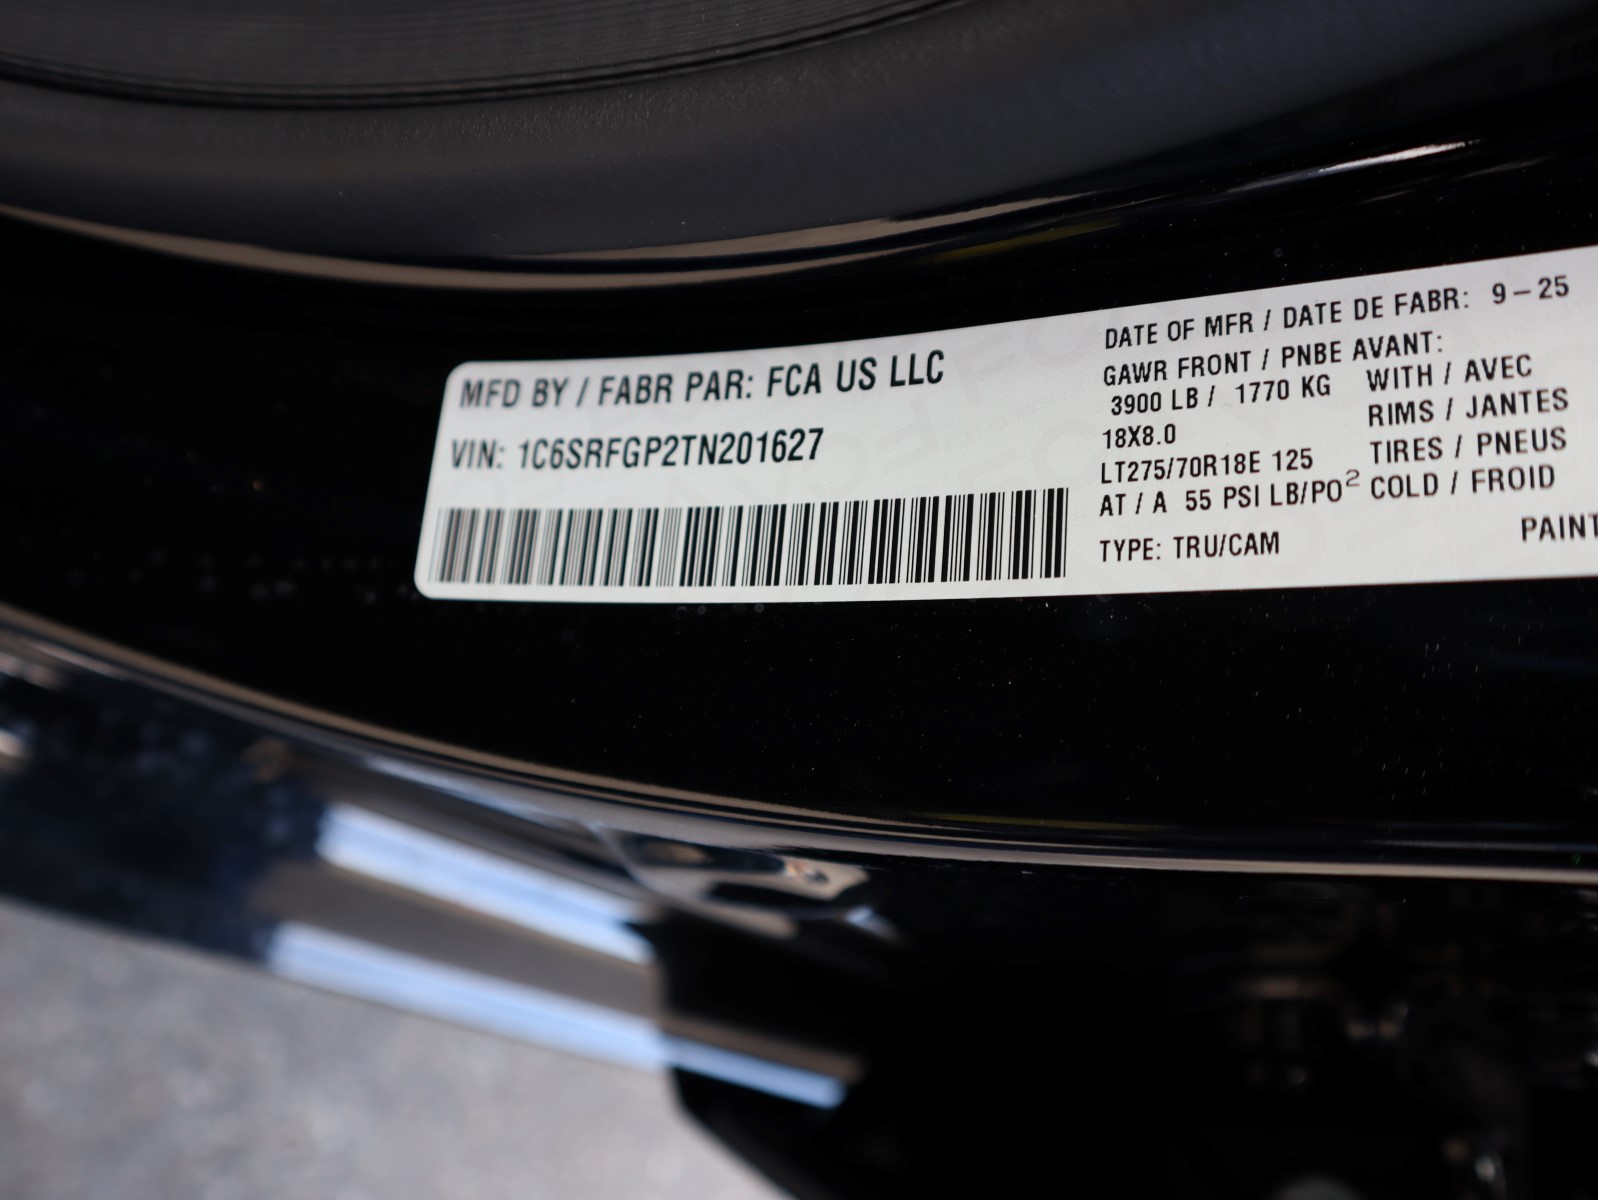 MFD BY / FABR PAR: FCA US LLC
VIN: 1C6SRFGP2TN201627
DATE OF MFR / DATE DE FABR: 9-25
GAWR FRONT / PNBE AVANT:
3900 LB / 1770 KG WITH / AVEC
18X8.0 RIMS / JANTES
LT275/70R18E 125 TIRES / PNEUS
AT / A 55 PSI LB/PO² COLD / FROID
TYPE: TRU/CAM PAINT